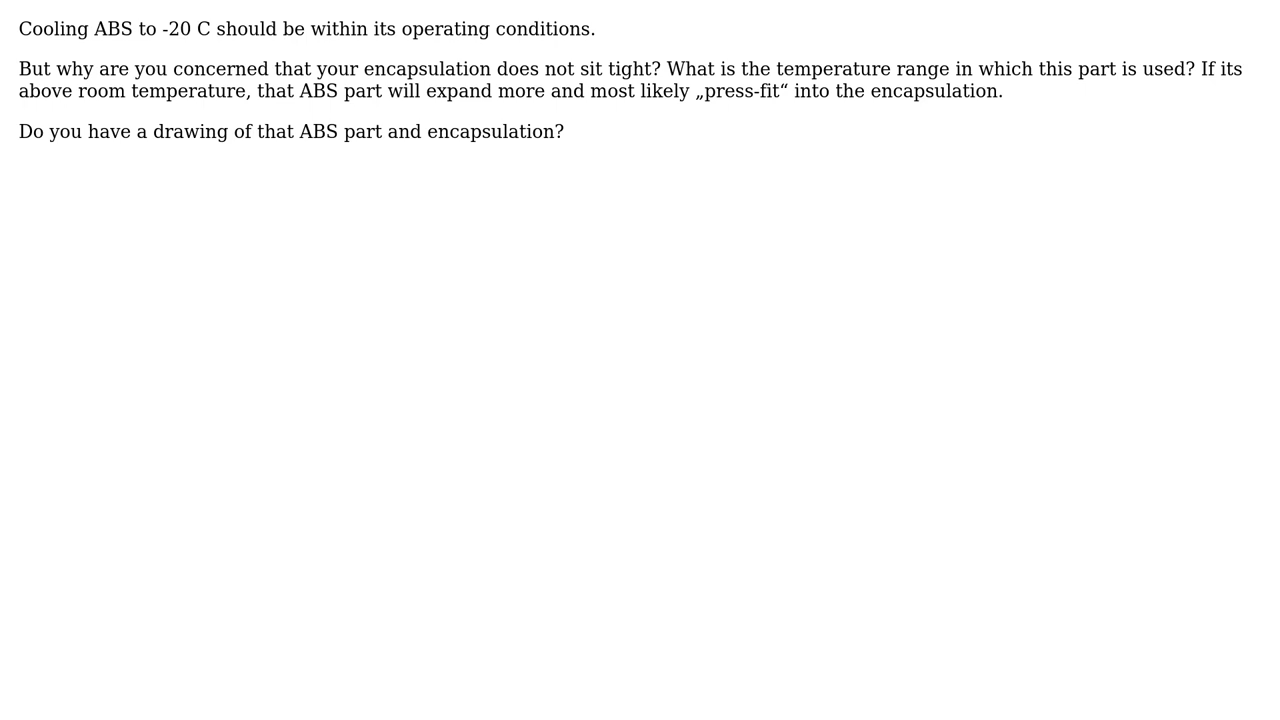 Cooling ABS to -20 C should be within its operating conditions.
But why are you concerned that your encapsulation does not sit tight? What is the temperature range in which this part is used? If its
above room temperature, that ABS part will expand more and most likely „press-fit“ into the encapsulation.
Do you have a drawing of that ABS part and encapsulation?